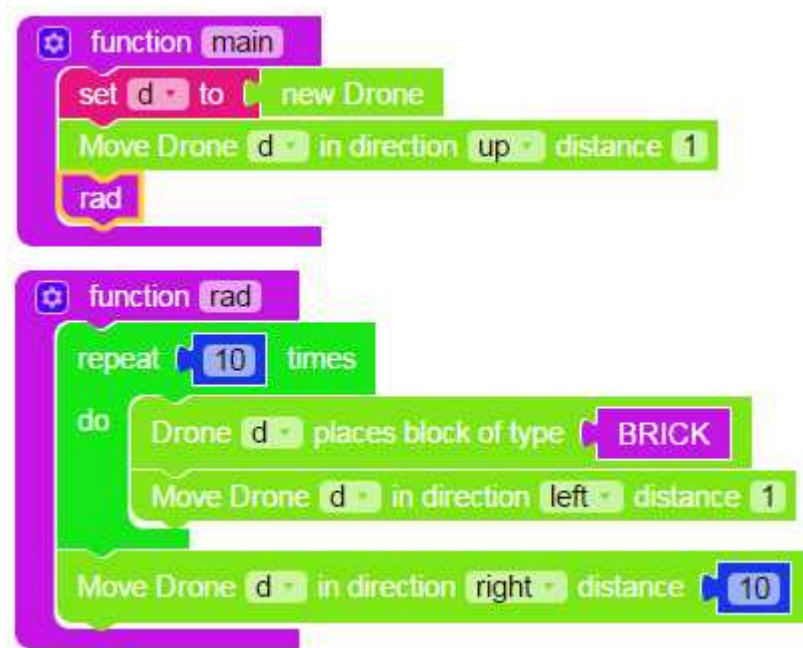 function main
set d to new Drone
Move Drone d in direction up distance 1
rad
function rad
repeat 10 times
do Drone d places block of type BRICK
Move Drone d in direction left distance 1
Move Drone d in direction right distance 10